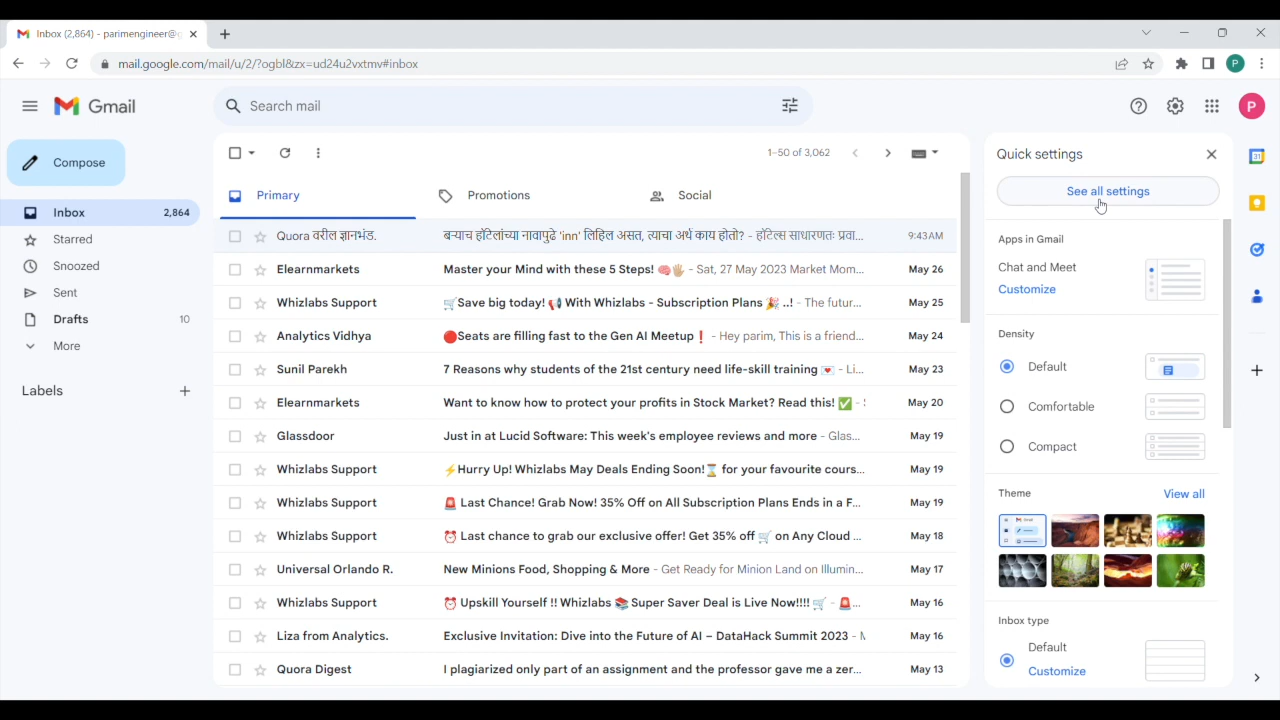 Inbox (2,864) - parimengineer@g
mail.google.com/mail/u/2/?ogbl&zx=ud24u2vxtmv#inbox
P
Gmail
Search mail
P
Compose
1-50 of 3,062
Quick settings
31
Primary
Promotions
Social
See all settings
Inbox 2,864
Starred
Snoozed
Sent
Drafts 10
More
Labels
Quora वरील ज्ञानभंड. बऱ्याच हॉटेलांच्या नावापुढे 'inn' लिहिल असत, त्याचा अर्थ काय होतो? - हॉटेल्स साधारणतः प्रवा... 9:43 AM
Elearnmarkets Master your Mind with these 5 Steps! 🧠🖐 - Sat, 27 May 2023 Market Mom... May 26
Whizlabs Support 🛒Save big today! 📢 With Whizlabs - Subscription Plans 🎉 ..! - The futur... May 25
Analytics Vidhya 🔴Seats are filling fast to the Gen AI Meetup❗ - Hey parim, This is a friend... May 24
Sunil Parekh 7 Reasons why students of the 21st century need life-skill training 💌 - Li... May 23
Elearnmarkets Want to know how to protect your profits in Stock Market? Read this! ✅ - May 20
Glassdoor Just in at Lucid Software: This week's employee reviews and more - Glas... May 19
Whizlabs Support ⚡Hurry Up! Whizlabs May Deals Ending Soon!⏳ for your favourite cours... May 19
Whizlabs Support 🚨 Last Chance! Grab Now! 35% Off on All Subscription Plans Ends in a F... May 19
Whizlabs Support ⏰ Last chance to grab our exclusive offer! Get 35% off 🛒 on Any Cloud ... May 18
Universal Orlando R. New Minions Food, Shopping & More - Get Ready for Minion Land on Illumin... May 17
Whizlabs Support ⏰ Upskill Yourself !! Whizlabs 📚 Super Saver Deal is Live Now!!!! 🛒 - 🚨... May 16
Liza from Analytics. Exclusive Invitation: Dive into the Future of AI – DataHack Summit 2023 - May 16
Quora Digest I plagiarized only part of an assignment and the professor gave me a zer... May 13
Apps in Gmail
Chat and Meet
Customize
Density
Default
Comfortable
Compact
Theme View all
Inbox type
Default
Customize